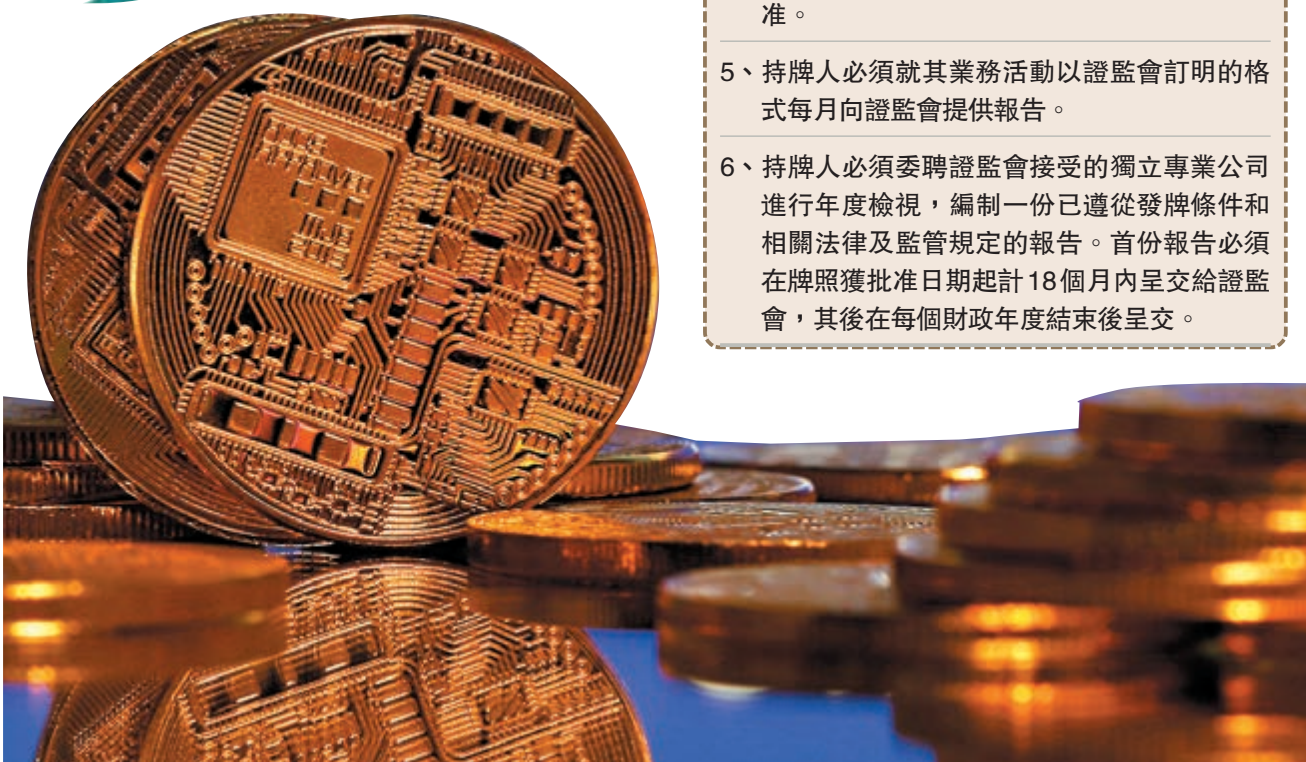 准。
5、持牌人必須就其業務活動以證監會訂明的格
式每月向證監會提供報告。
6、持牌人必須委聘證監會接受的獨立專業公司
進行年度檢視，編制一份已遵從發牌條件和
相關法律及監管規定的報告。首份報告必須
在牌照獲批准日期起計18個月內呈交給證監
會，其後在每個財政年度結束後呈交。